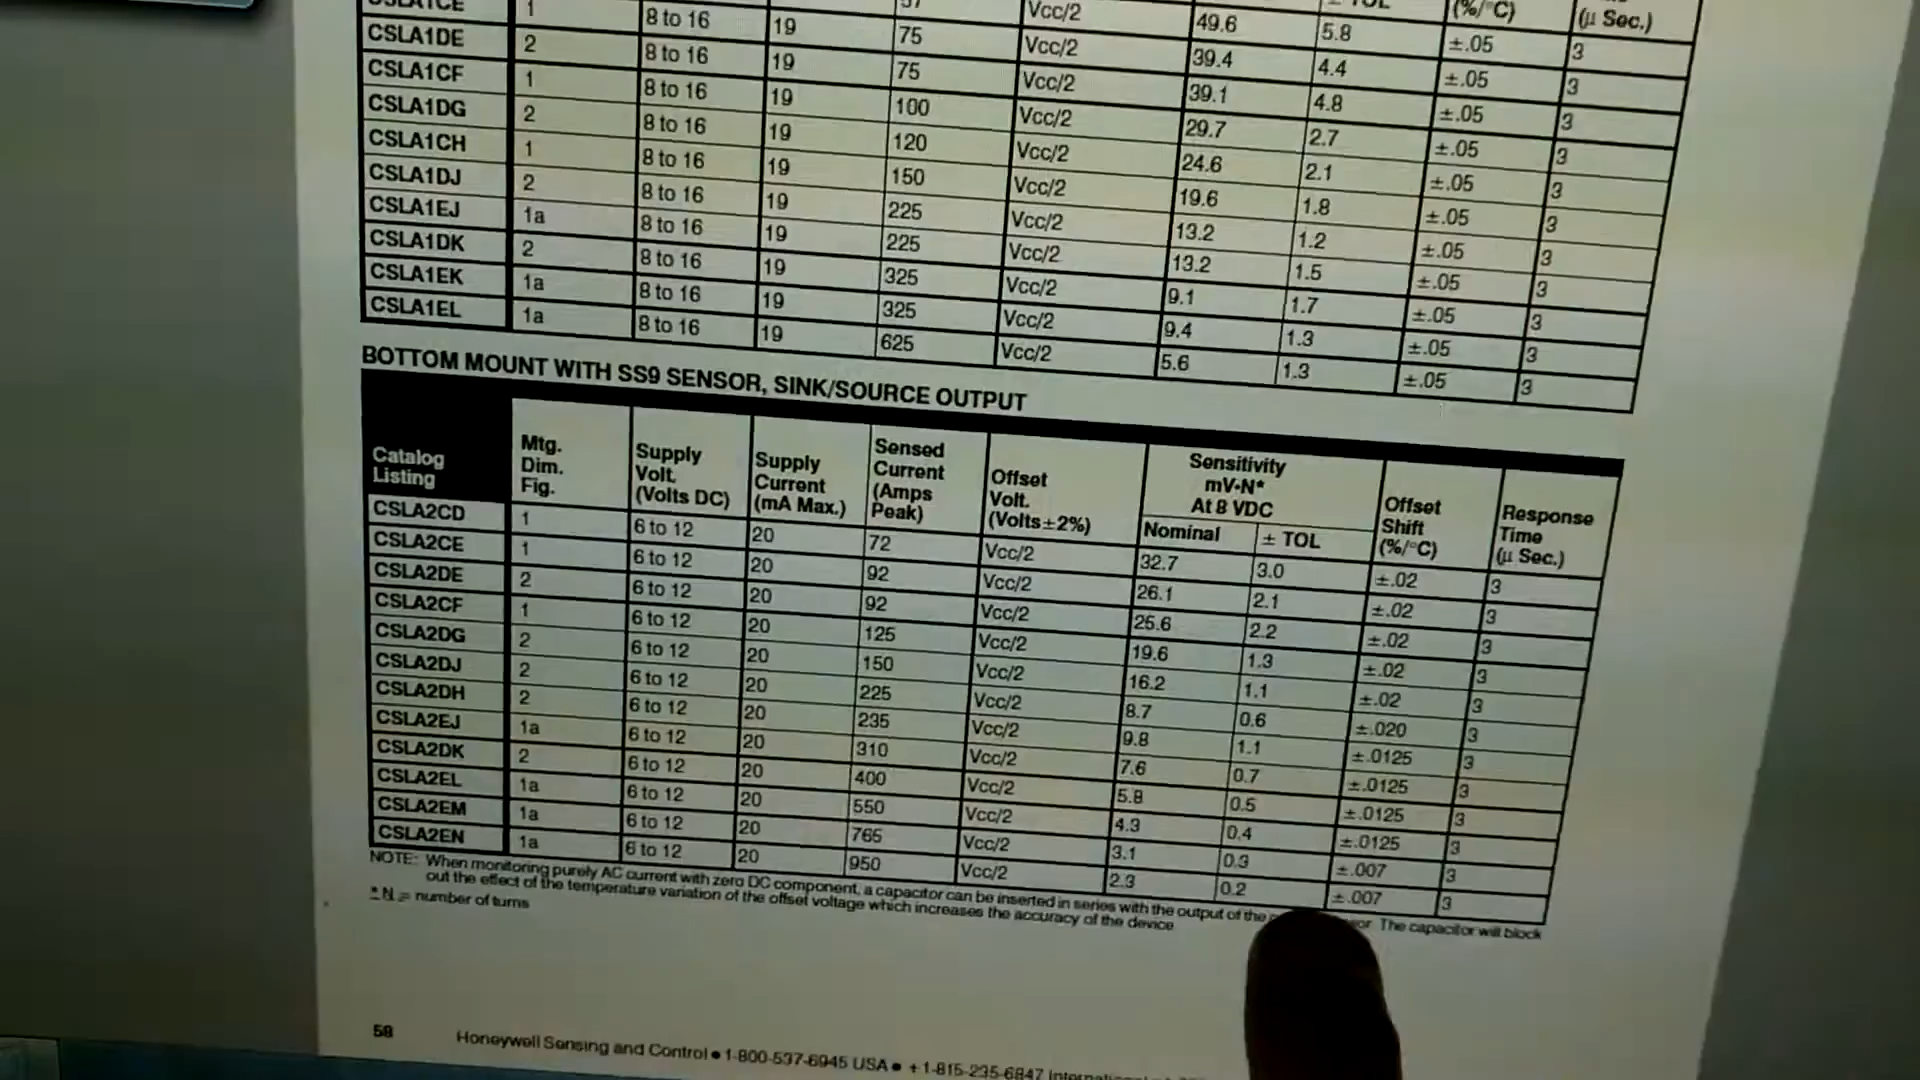 1 8 to 16 19 57 Vcc/2 49.6 5.8 ±.05 3
± TOL (%/°C) (μ Sec.)
CSLA1DE 2 8 to 16 19 75 Vcc/2 39.4 4.4 ±.05 3
CSLA1CF 1 8 to 16 19 75 Vcc/2 39.1 4.8 ±.05 3
CSLA1DG 2 8 to 16 19 100 Vcc/2 29.7 2.7 ±.05 3
CSLA1CH 1 8 to 16 19 120 Vcc/2 24.6 2.1 ±.05 3
CSLA1DJ 2 8 to 16 19 150 Vcc/2 19.6 1.8 ±.05 3
CSLA1EJ 1a 8 to 16 19 225 Vcc/2 13.2 1.2 ±.05 3
CSLA1DK 2 8 to 16 19 225 Vcc/2 13.2 1.5 ±.05 3
CSLA1EK 1a 8 to 16 19 325 Vcc/2 9.1 1.7 ±.05 3
CSLA1EL 1a 8 to 16 19 325 Vcc/2 9.4 1.3 ±.05 3
625 Vcc/2 5.6 1.3 ±.05 3
BOTTOM MOUNT WITH SS9 SENSOR, SINK/SOURCE OUTPUT
Catalog Listing
Mtg. Dim. Fig.
Supply Volt. (Volts DC)
Supply Current (mA Max.)
Sensed Current (Amps Peak)
Offset Volt. (Volts±2%)
Sensitivity mV•N* At 8 VDC
Nominal ± TOL
Offset Shift (%/°C)
Response Time (μ Sec.)
CSLA2CD 1 6 to 12 20 72 Vcc/2 32.7 3.0 ±.02 3
CSLA2CE 1 6 to 12 20 92 Vcc/2 26.1 2.1 ±.02 3
CSLA2DE 2 6 to 12 20 92 Vcc/2 25.6 2.2 ±.02 3
CSLA2CF 1 6 to 12 20 125 Vcc/2 19.6 1.3 ±.02 3
CSLA2DG 2 6 to 12 20 150 Vcc/2 16.2 1.1 ±.02 3
CSLA2DJ 2 6 to 12 20 225 Vcc/2 8.7 0.6 ±.020 3
CSLA2DH 2 6 to 12 20 235 Vcc/2 9.8 1.1 ±.0125 3
CSLA2EJ 1a 6 to 12 20 310 Vcc/2 7.6 0.7 ±.0125 3
CSLA2DK 2 6 to 12 20 400 Vcc/2 5.8 0.5 ±.0125 3
CSLA2EL 1a 6 to 12 20 550 Vcc/2 4.3 0.4 ±.0125 3
CSLA2EM 1a 6 to 12 20 765 Vcc/2 3.1 0.3 ±.007 3
CSLA2EN 1a 6 to 12 20 950 Vcc/2 2.3 0.2 ±.007 3
NOTE: When monitoring purely AC current with zero DC component, a capacitor can be inserted in series with the output of the The capacitor will block
out the effect of the temperature variation of the offset voltage which increases the accuracy of the device.
* N = number of turns
58 Honeywell Sensing and Control • 1-800-537-6945 USA • +1-815-235-6847 International